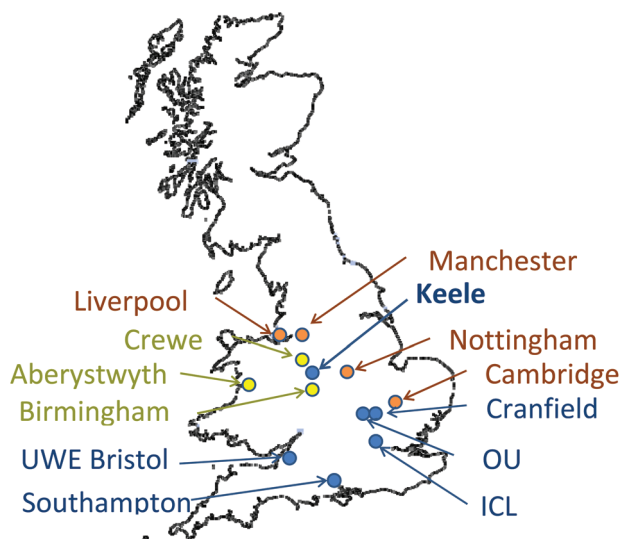 Manchester
Keele
Liverpool
Crewe
Nottingham
Aberystwyth
Cambridge
Birmingham
Cranfield
UWE Bristol
OU
Southampton
ICL